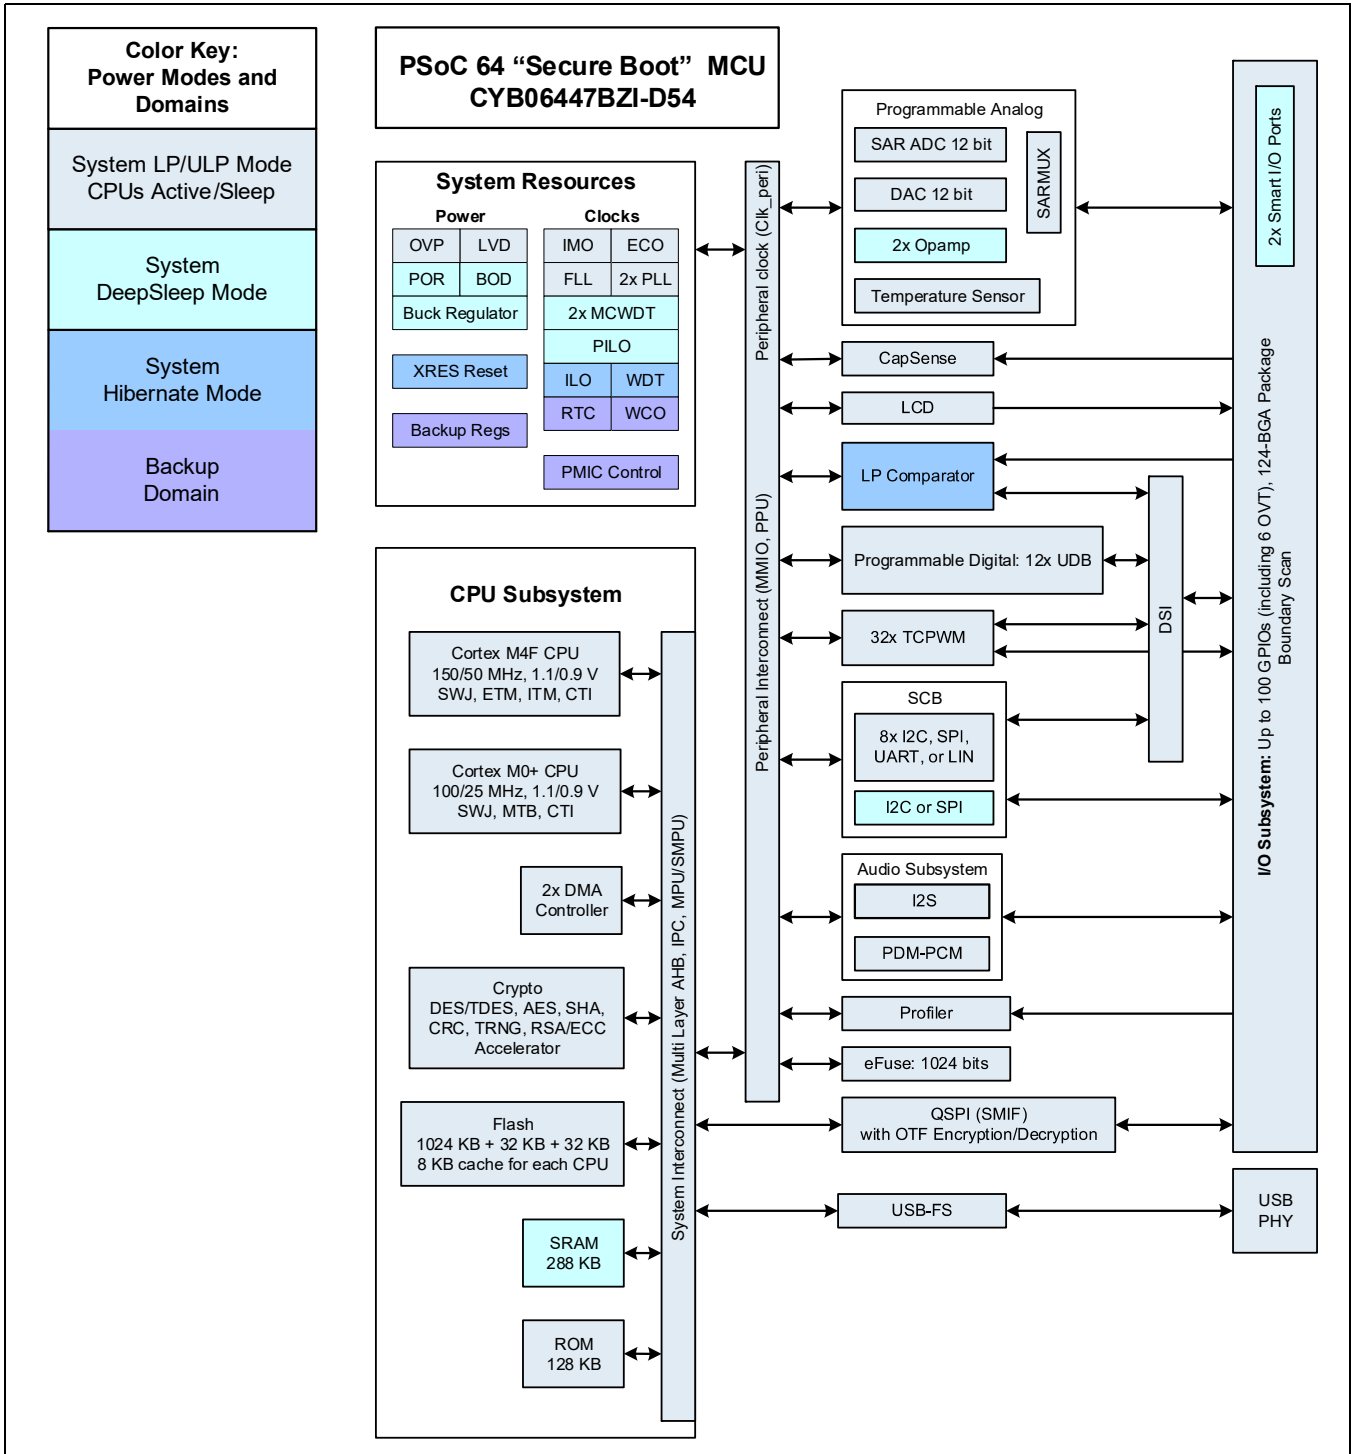 Color Key:
Power Modes and
Domains
System LP/ULP Mode
CPUs Active/Sleep
System
DeepSleep Mode
System
Hibernate Mode
Backup
Domain
PSoC 64 “Secure Boot” MCU
CYB06447BZI-D54
System Resources
Power
Clocks
OVP
LVD
IMO
ECO
POR
BOD
FLL
2x PLL
Buck Regulator
2x MCWDT
PILO
XRES Reset
ILO
WDT
RTC
WCO
Backup Regs
PMIC Control
CPU Subsystem
Cortex M4F CPU
150/50 MHz, 1.1/0.9 V
SWJ, ETM, ITM, CTI
Cortex M0+ CPU
100/25 MHz, 1.1/0.9 V
SWJ, MTB, CTI
2x DMA
Controller
Crypto
DES/TDES, AES, SHA,
CRC, TRNG, RSA/ECC
Accelerator
Flash
1024 KB + 32 KB + 32 KB
8 KB cache for each CPU
SRAM
288 KB
ROM
128 KB
System Interconnect (Multi Layer AHB, IPC, MPU/SMPU)
Peripheral clock (Clk_peri)
Peripheral Interconnect (MMIO, PPU)
Programmable Analog
SAR ADC 12 bit
DAC 12 bit
2x Opamp
Temperature Sensor
SARMUX
CapSense
LCD
LP Comparator
Programmable Digital: 12x UDB
32x TCPWM
SCB
8x I2C, SPI,
UART, or LIN
I2C or SPI
Audio Subsystem
I2S
PDM-PCM
Profiler
eFuse: 1024 bits
QSPI (SMIF)
with OTF Encryption/Decryption
USB-FS
DSI
2x Smart I/O Ports
I/O Subsystem: Up to 100 GPIOs (including 6 OVT), 124-BGA Package
Boundary Scan
USB
PHY